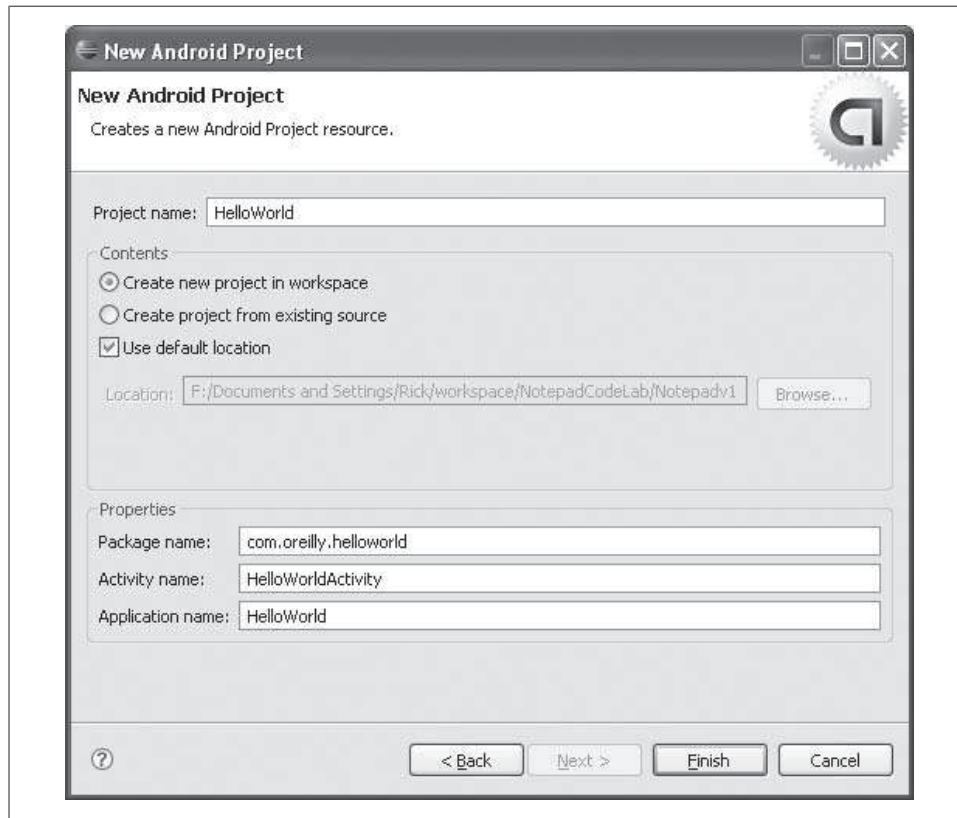 New Android Project
New Android Project
Creates a new Android Project resource.
Project name: HelloWorld
Contents
Create new project in workspace
Create project from existing source
Use default location
Location: F:/Documents and Settings/Rick/workspace/NotepadCodeLab/Notepadv1 Browse...
Properties
Package name: com.oreilly.helloworld
Activity name: HelloWorldActivity
Application name: HelloWorld
? < Back Next > Finish Cancel